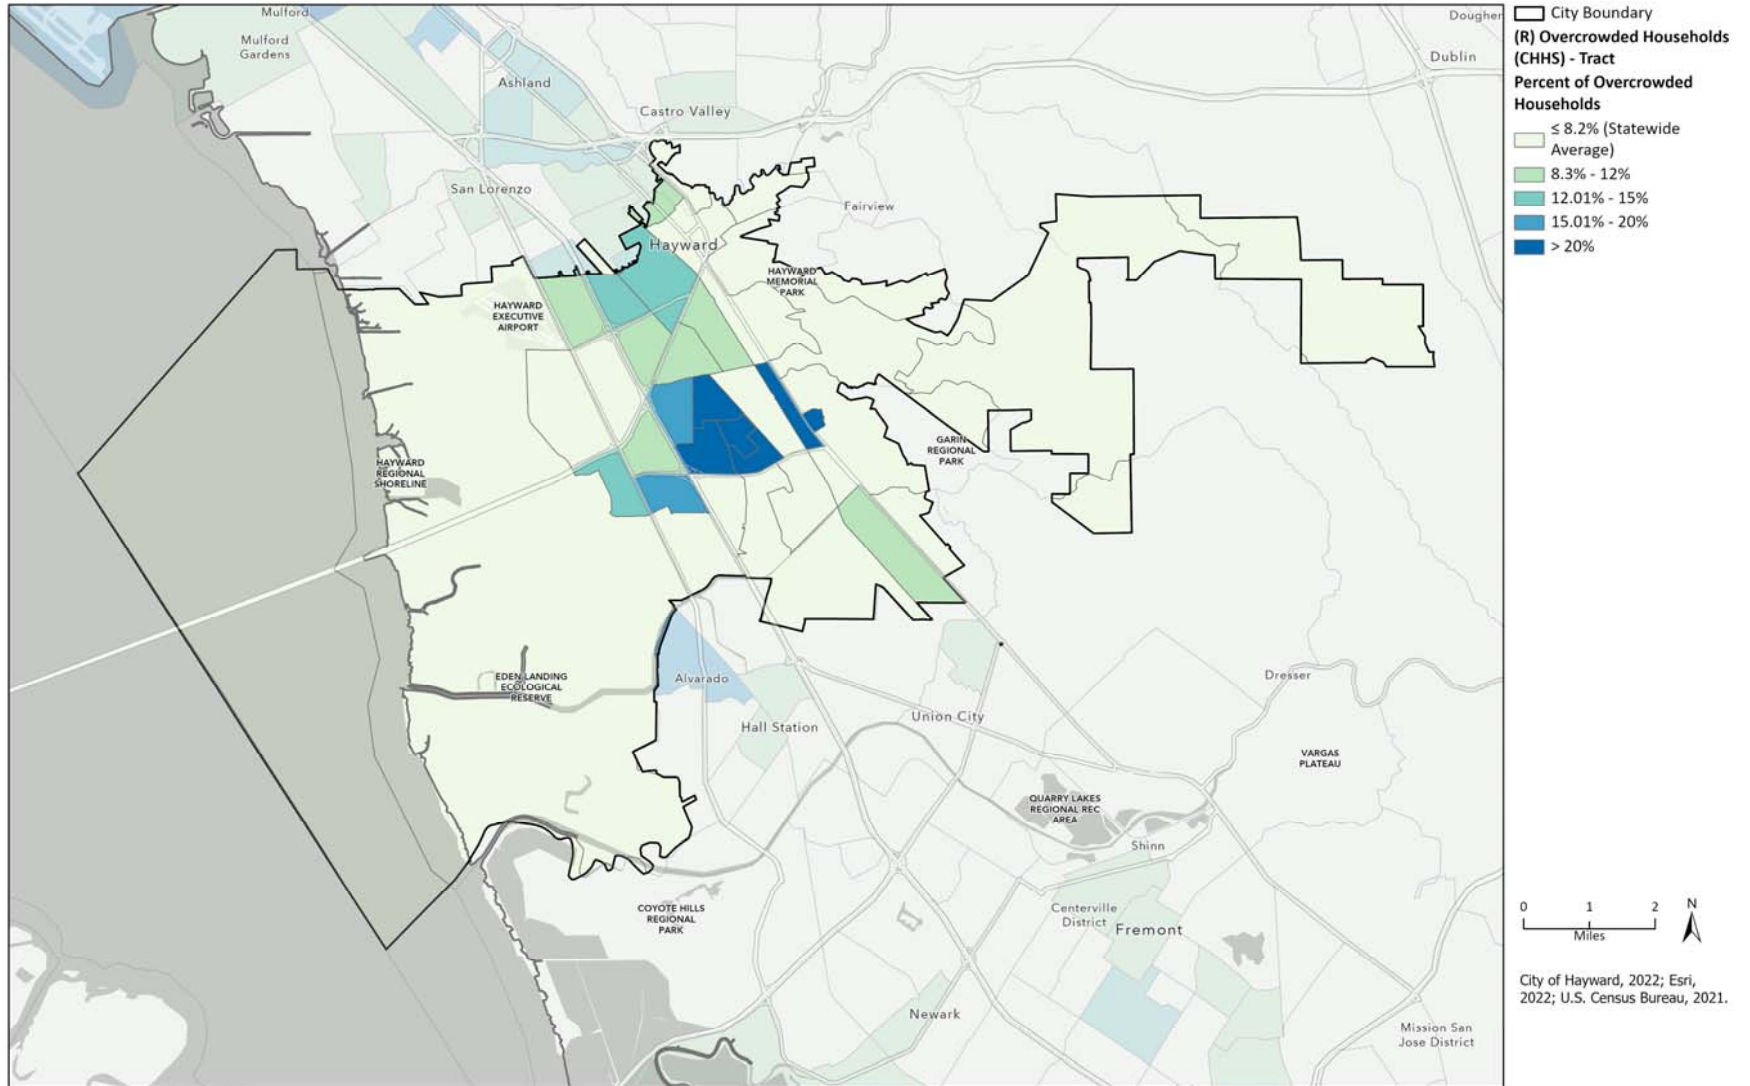 Mulford
Mulford
Gardens
Ashland
Castro Valley
San Lorenzo
Fairview
Hayward
HAYWARD
MEMORIAL
PARK
HAYWARD
EXECUTIVE
AIRPORT
GARIN
REGIONAL
PARK
HAYWARD
REGIONAL
SHORELINE
EDEN LANDING
ECOLOGICAL
RESERVE
Alvarado
Hall Station
Union City
Dresser
VARGAS
PLATEAU
QUARRY LAKES
REGIONAL REC
AREA
Shinn
COYOTE HILLS
REGIONAL
PARK
Centerville
District
Fremont
Newark
Mission San
Jose District
Dougher
Dublin
City Boundary
(R) Overcrowded Households
(CHHS) - Tract
Percent of Overcrowded
Households
≤ 8.2% (Statewide
Average)
8.3% - 12%
12.01% - 15%
15.01% - 20%
> 20%
0 1 2
Miles
N
City of Hayward, 2022; Esri,
2022; U.S. Census Bureau, 2021.